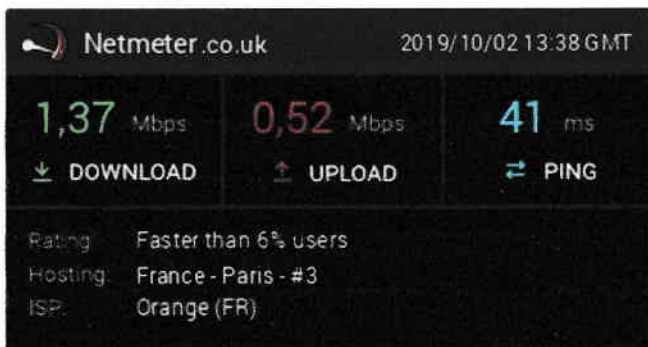 Netmeter.co.uk 2019/10/02 13:38 GMT
1,37 Mbps 0,52 Mbps 41 ms
DOWNLOAD UPLOAD PING
Rating: Faster than 6% users
Hosting: France - Paris - #3
ISP: Orange (FR)